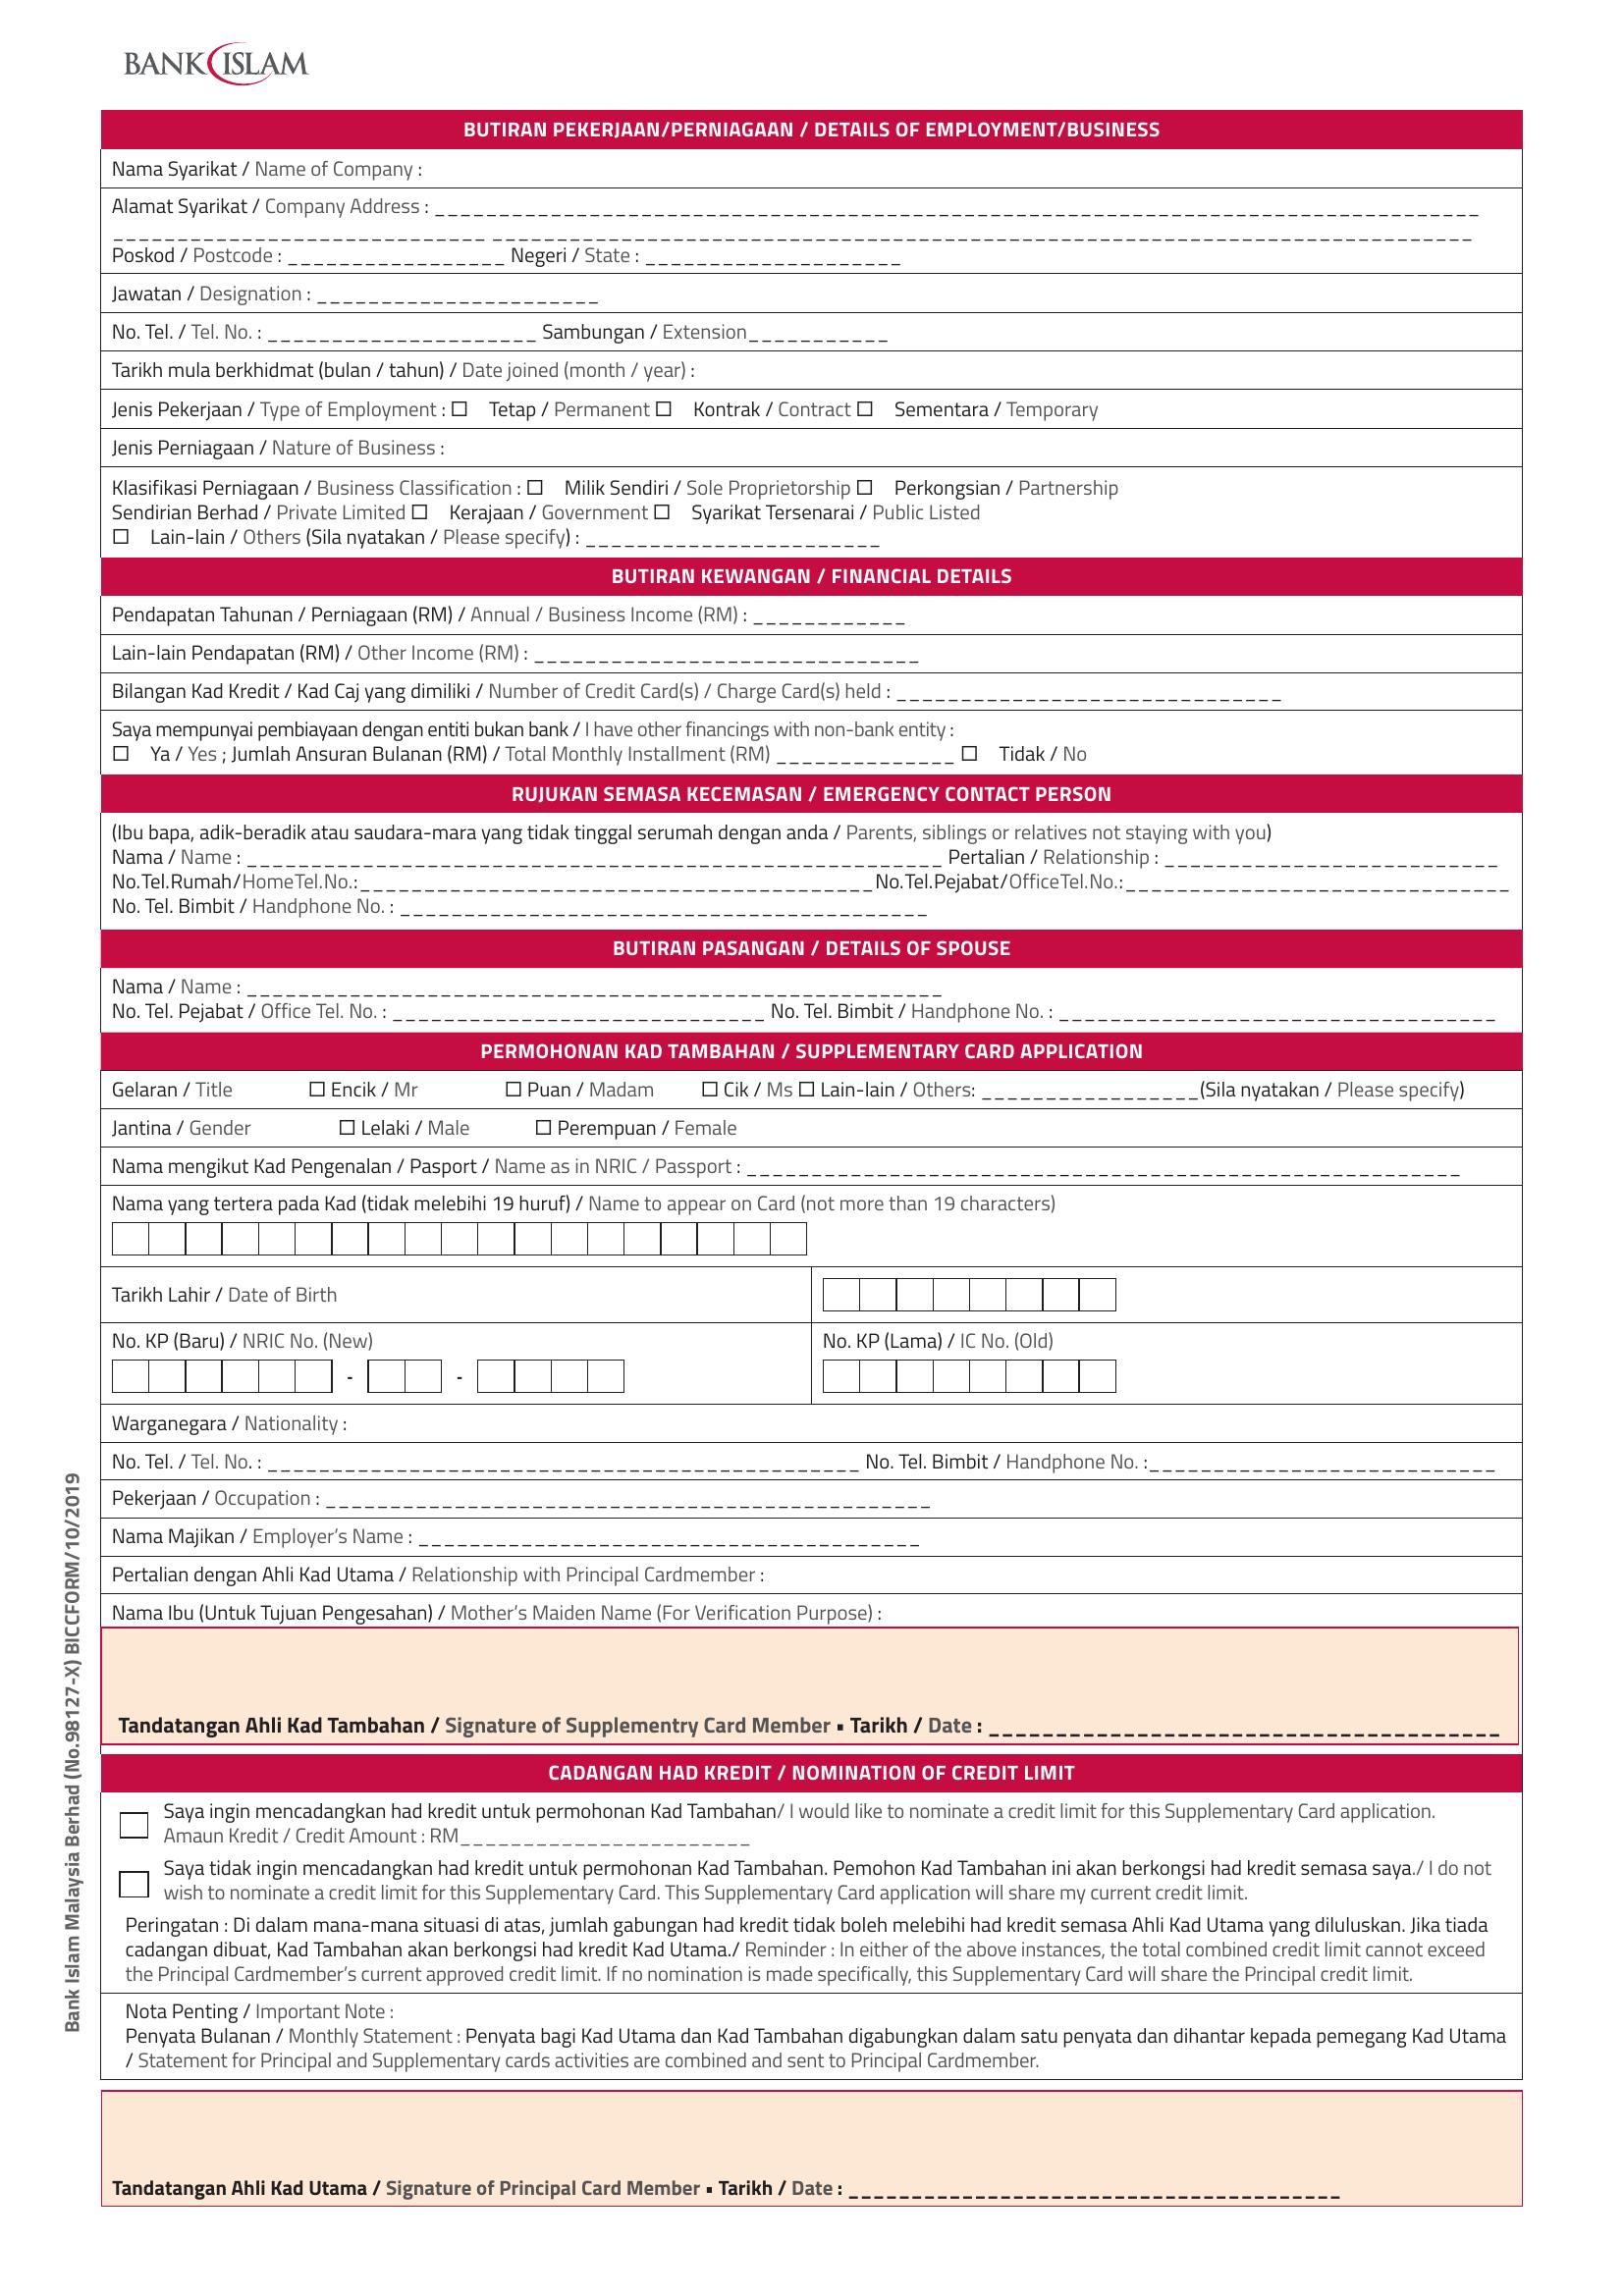 BANK ISLAM
BUTIRAN PEKERJAAN/PERNIAGAAN / DETAILS OF EMPLOYMENT/BUSINESS
Nama Syarikat / Name of Company :
Alamat Syarikat / Company Address : _________________________________________________________________________________
_____________________________ ____________________________________________________________________________
Poskod / Postcode : _________________ Negeri / State : ____________________
Jawatan / Designation : ______________________
No. Tel. / Tel. No. : _____________________ Sambungan / Extension___________
Tarikh mula berkhidmat (bulan / tahun) / Date joined (month / year) :
Jenis Pekerjaan / Type of Employment : ☐ Tetap / Permanent ☐ Kontrak / Contract ☐ Sementara / Temporary
Jenis Perniagaan / Nature of Business :
Klasifikasi Perniagaan / Business Classification : ☐ Milik Sendiri / Sole Proprietorship ☐ Perkongsian / Partnership
Sendirian Berhad / Private Limited ☐ Kerajaan / Government ☐ Syarikat Tersenarai / Public Listed
☐ Lain-lain / Others (Sila nyatakan / Please specify) : _______________________
BUTIRAN KEWANGAN / FINANCIAL DETAILS
Pendapatan Tahunan / Perniagaan (RM) / Annual / Business Income (RM) : ____________
Lain-lain Pendapatan (RM) / Other Income (RM) : ______________________________
Bilangan Kad Kredit / Kad Caj yang dimiliki / Number of Credit Card(s) / Charge Card(s) held : ______________________________
Saya mempunyai pembiayaan dengan entiti bukan bank / I have other financings with non-bank entity :
☐ Ya / Yes ; Jumlah Ansuran Bulanan (RM) / Total Monthly Installment (RM) ______________ ☐ Tidak / No
RUJUKAN SEMASA KECEMASAN / EMERGENCY CONTACT PERSON
(Ibu bapa, adik-beradik atau saudara-mara yang tidak tinggal serumah dengan anda / Parents, siblings or relatives not staying with you)
Nama / Name : ______________________________________________________ Pertalian / Relationship : __________________________
No.Tel.Rumah/HomeTel.No.:________________________________________No.Tel.Pejabat/OfficeTel.No.:______________________________
No. Tel. Bimbit / Handphone No. : _________________________________________
BUTIRAN PASANGAN / DETAILS OF SPOUSE
Nama / Name : ______________________________________________________
No. Tel. Pejabat / Office Tel. No. : _____________________________ No. Tel. Bimbit / Handphone No. : __________________________________
PERMOHONAN KAD TAMBAHAN / SUPPLEMENTARY CARD APPLICATION
Gelaran / Title ☐ Encik / Mr ☐ Puan / Madam ☐ Cik / Ms ☐ Lain-lain / Others: _________________(Sila nyatakan / Please specify)
Jantina / Gender ☐ Lelaki / Male ☐ Perempuan / Female
Nama mengikut Kad Pengenalan / Pasport / Name as in NRIC / Passport : ________________________________________________________
Nama yang tertera pada Kad (tidak melebihi 19 huruf) / Name to appear on Card (not more than 19 characters)
Tarikh Lahir / Date of Birth
No. KP (Baru) / NRIC No. (New) No. KP (Lama) / IC No. (Old)
- -
Warganegara / Nationality :
No. Tel. / Tel. No. : ______________________________________________ No. Tel. Bimbit / Handphone No. :___________________________
Pekerjaan / Occupation : _______________________________________________
Nama Majikan / Employer's Name : _______________________________________
Pertalian dengan Ahli Kad Utama / Relationship with Principal Cardmember :
Nama Ibu (Untuk Tujuan Pengesahan) / Mother's Maiden Name (For Verification Purpose) :
Tandatangan Ahli Kad Tambahan / Signature of Supplementry Card Member ▪ Tarikh / Date : ______________________________________
CADANGAN HAD KREDIT / NOMINATION OF CREDIT LIMIT
☐ Saya ingin mencadangkan had kredit untuk permohonan Kad Tambahan/ I would like to nominate a credit limit for this Supplementary Card application.
Amaun Kredit / Credit Amount : RM_______________________
☐ Saya tidak ingin mencadangkan had kredit untuk permohonan Kad Tambahan. Pemohon Kad Tambahan ini akan berkongsi had kredit semasa saya./ I do not
wish to nominate a credit limit for this Supplementary Card. This Supplementary Card application will share my current credit limit.
Peringatan : Di dalam mana-mana situasi di atas, jumlah gabungan had kredit tidak boleh melebihi had kredit semasa Ahli Kad Utama yang diluluskan. Jika tiada
cadangan dibuat, Kad Tambahan akan berkongsi had kredit Kad Utama./ Reminder : In either of the above instances, the total combined credit limit cannot exceed
the Principal Cardmember's current approved credit limit. If no nomination is made specifically, this Supplementary Card will share the Principal credit limit.
Nota Penting / Important Note :
Penyata Bulanan / Monthly Statement : Penyata bagi Kad Utama dan Kad Tambahan digabungkan dalam satu penyata dan dihantar kepada pemegang Kad Utama
/ Statement for Principal and Supplementary cards activities are combined and sent to Principal Cardmember.
Tandatangan Ahli Kad Utama / Signature of Principal Card Member ▪ Tarikh / Date : _______________________________________
Bank Islam Malaysia Berhad (No.98127-X) BICCFORM/10/2019